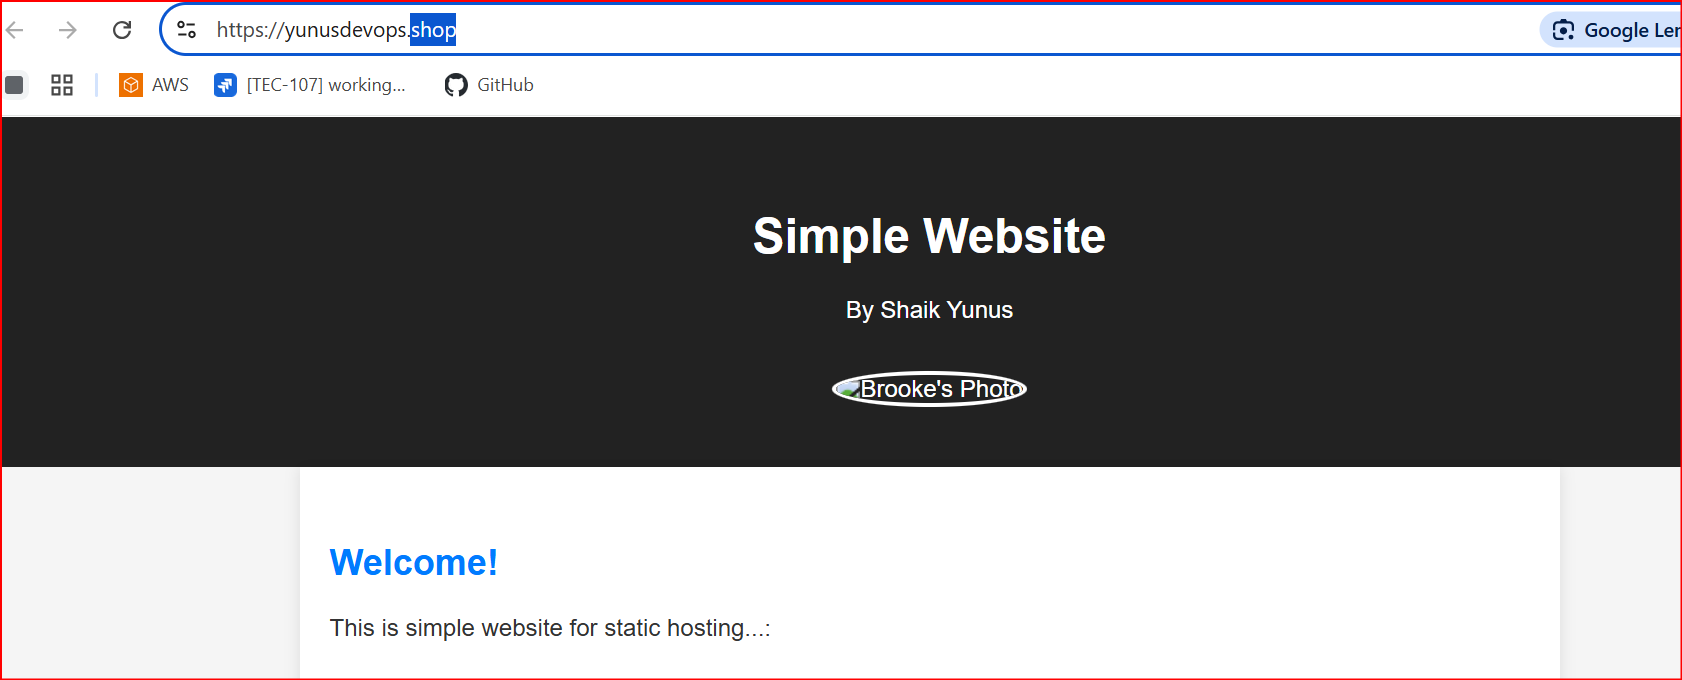 https://yunusdevops.shop
Google Ler
AWS
[TEC-107] working...
GitHub
Simple Website
By Shaik Yunus
Brooke's Photo
Welcome!
This is simple website for static hosting...: